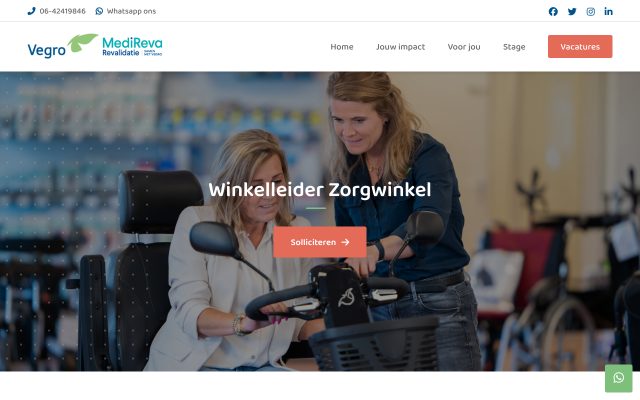 06-42419846 Whatsapp ons
Vegro MediReva
Revalidatie
Home Jouw impact Voor jou Stage Vacatures
Winkelleider Zorgwinkel
Solliciteren